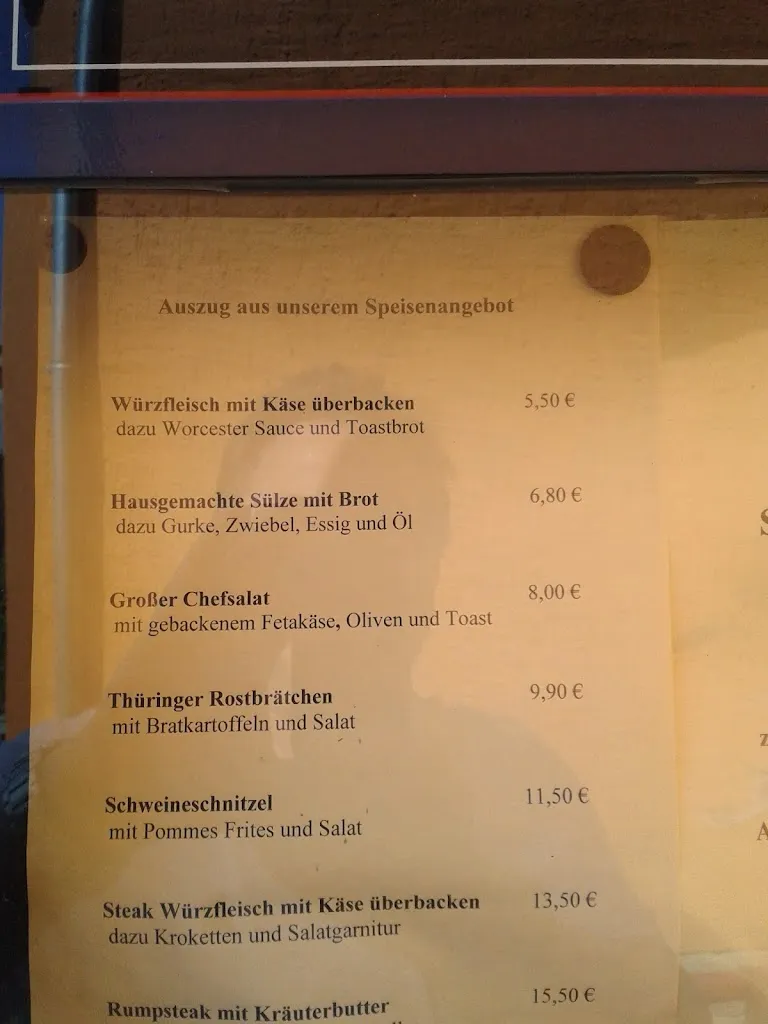 Auszug aus unserem Speisenangebot
Würzfleisch mit Käse überbacken 5,50 €
dazu Worcester Sauce und Toastbrot
Hausgemachte Sülze mit Brot 6,80 €
dazu Gurke, Zwiebel, Essig und Öl
Großer Chefsalat 8,00 €
mit gebackenem Fetakäse, Oliven und Toast
Thüringer Rostbrätchen 9,90 €
mit Bratkartoffeln und Salat
Schweineschnitzel 11,50 €
mit Pommes Frites und Salat
Steak Würzfleisch mit Käse überbacken 13,50 €
dazu Kroketten und Salatgarnitur
Rumpsteak mit Kräuterbutter 15,50 €